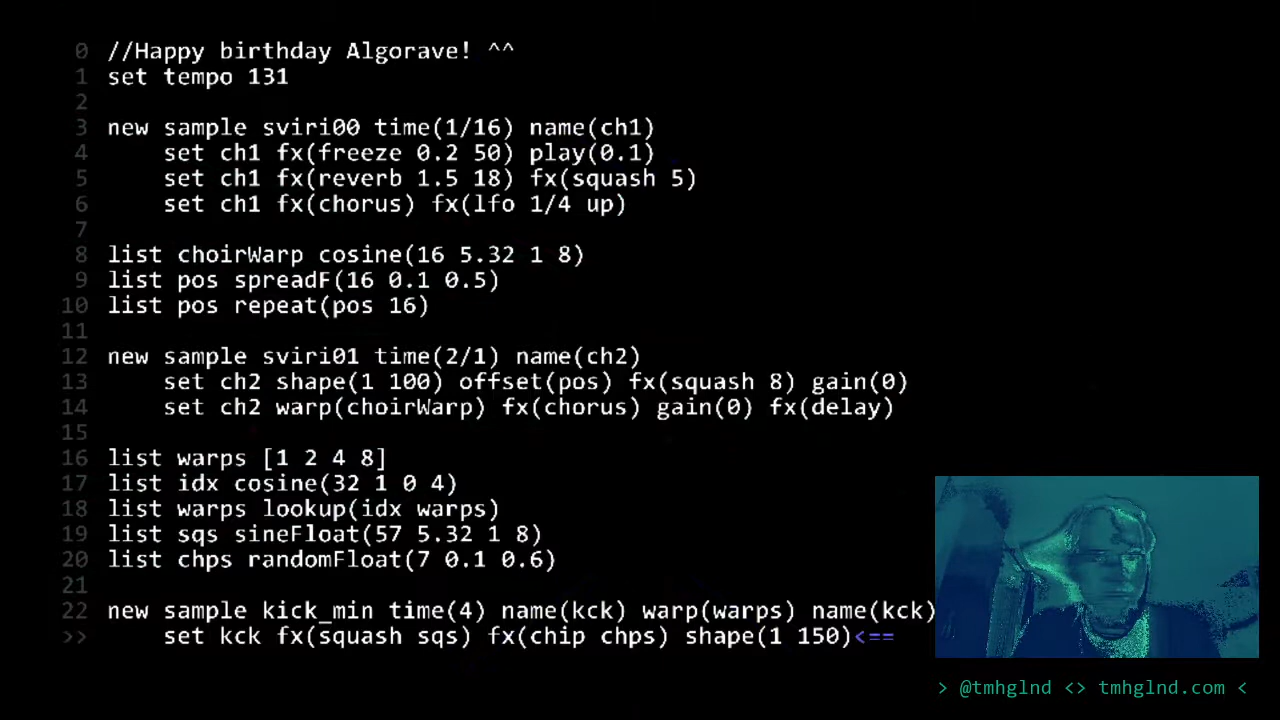 0 //Happy birthday Algorave! ^^
1 set tempo 131
2
3 new sample sviri00 time(1/16) name(ch1)
4 set ch1 fx(freeze 0.2 50) play(0.1)
5 set ch1 fx(reverb 1.5 18) fx(squash 5)
6 set ch1 fx(chorus) fx(lfo 1/4 up)
7
8 list choirWarp cosine(16 5.32 1 8)
9 list pos spreadF(16 0.1 0.5)
10 list pos repeat(pos 16)
11
12 new sample sviri01 time(2/1) name(ch2)
13 set ch2 shape(1 100) offset(pos) fx(squash 8) gain(0)
14 set ch2 warp(choirWarp) fx(chorus) gain(0) fx(delay)
15
16 list warps [1 2 4 8]
17 list idx cosine(32 1 0 4)
18 list warps lookup(idx warps)
19 list sqs sineFloat(57 5.32 1 8)
20 list chps randomFloat(7 0.1 0.6)
21
22 new sample kick_min time(4) name(kck) warp(warps) name(kck)
>> set kck fx(squash sqs) fx(chip chps) shape(1 150)<==
> @tmhglnd <> tmhglnd.com <